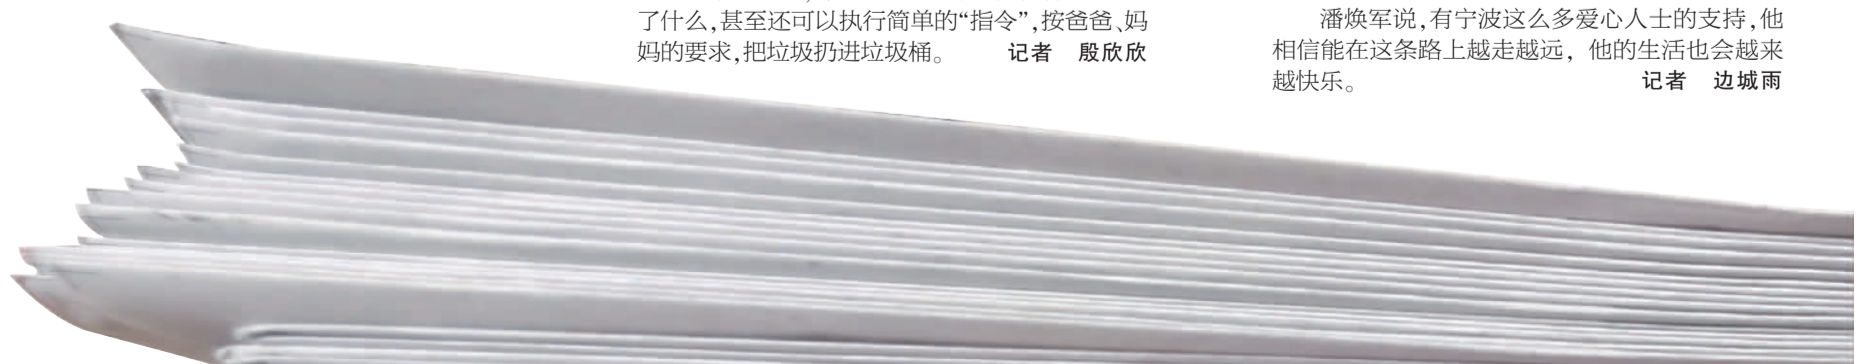 了什么,甚至还可以执行简单的“指令”,按爸爸、妈
妈的要求,把垃圾扔进垃圾桶。 记者 殷欣欣
潘焕军说,有宁波这么多爱心人士的支持,他
相信能在这条路上越走越远, 他的生活也会越来
越快乐。 记者 边城雨